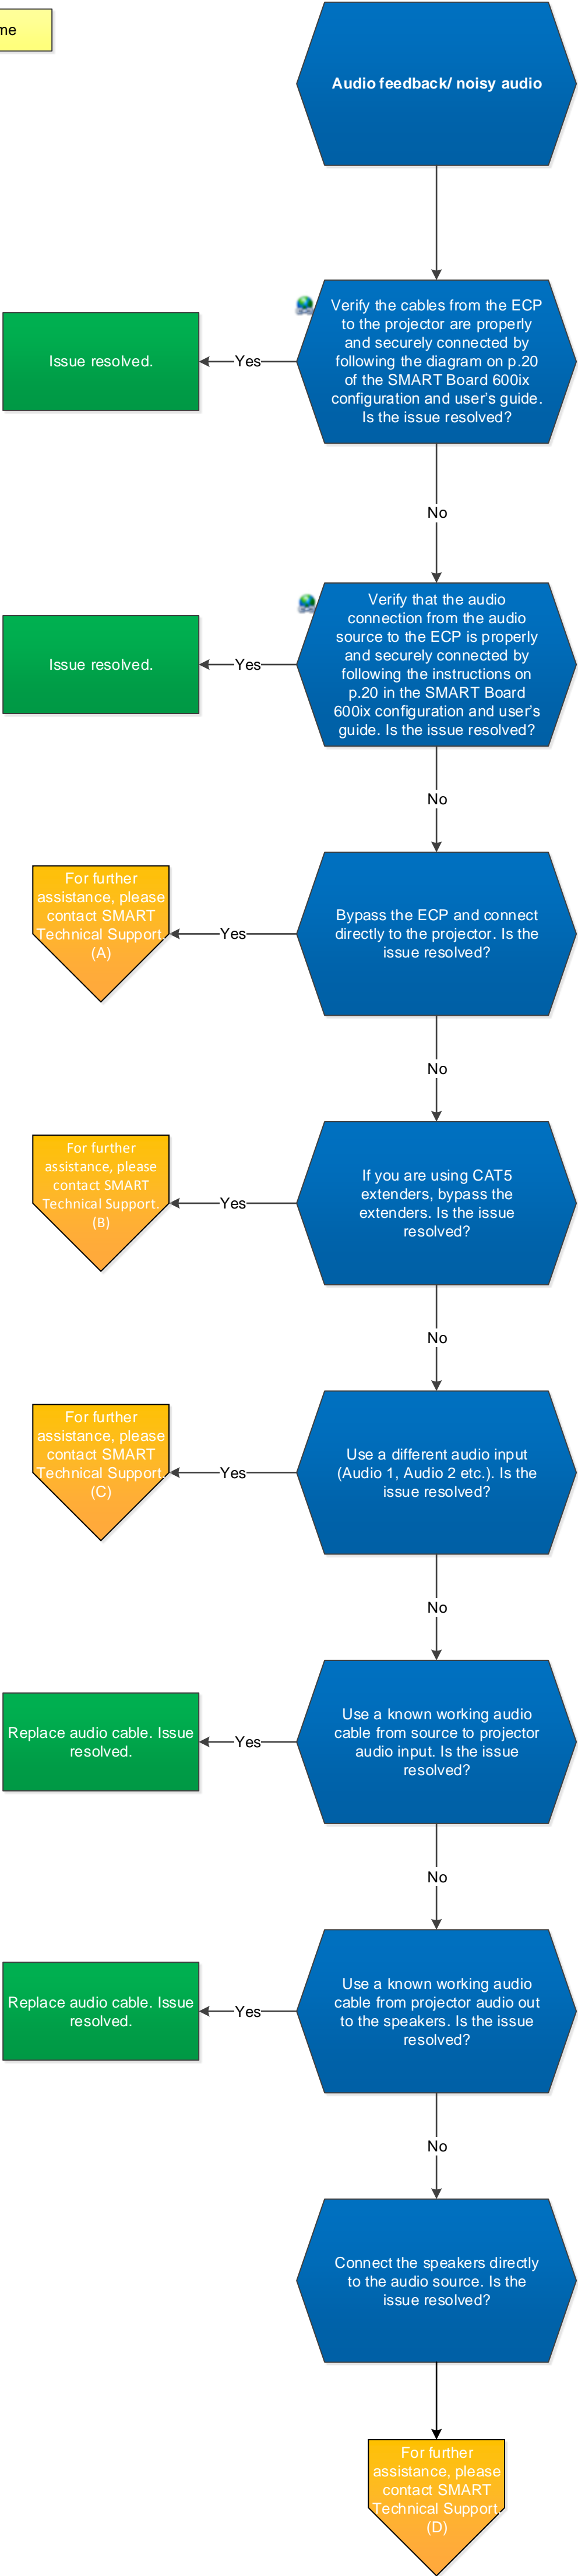 me
Audio feedback/ noisy audio
Verify the cables from the ECP
to the projector are properly
and securely connected by
following the diagram on p.20
of the SMART Board 600ix
configuration and user's guide.
Is the issue resolved?
Yes
Issue resolved.
No
Verify that the audio
connection from the audio
source to the ECP is properly
and securely connected by
following the instructions on
p.20 in the SMART Board
600ix configuration and user's
guide. Is the issue resolved?
Yes
Issue resolved.
No
Bypass the ECP and connect
directly to the projector. Is the
issue resolved?
Yes
For further
assistance, please
contact SMART
Technical Support.
(A)
No
If you are using CAT5
extenders, bypass the
extenders. Is the issue
resolved?
Yes
For further
assistance, please
contact SMART
Technical Support.
(B)
No
Use a different audio input
(Audio 1, Audio 2 etc.). Is the
issue resolved?
Yes
For further
assistance, please
contact SMART
Technical Support.
(C)
No
Use a known working audio
cable from source to projector
audio input. Is the issue
resolved?
Yes
Replace audio cable. Issue
resolved.
No
Use a known working audio
cable from projector audio out
to the speakers. Is the issue
resolved?
Yes
Replace audio cable. Issue
resolved.
No
Connect the speakers directly
to the audio source. Is the
issue resolved?
For further
assistance, please
contact SMART
Technical Support.
(D)